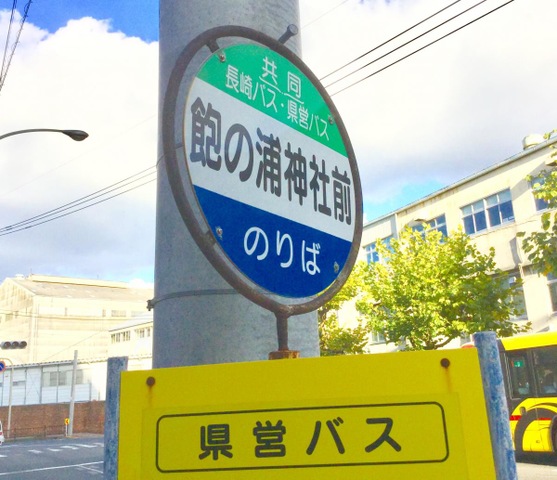 共同
長崎バス・県営バス
飽の浦神社前
のりば
県営バス